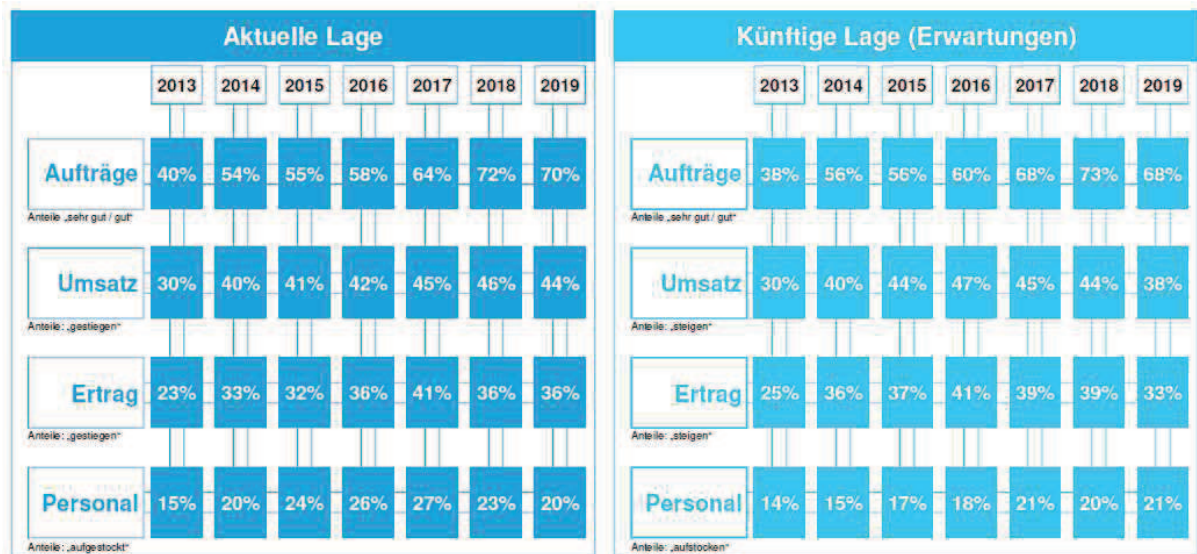 Aktuelle Lage
2013 2014 2015 2016 2017 2018 2019
Aufträge 40% 54% 55% 58% 64% 72% 70%
Anteile „sehr gut / gut“
Umsatz 30% 40% 41% 42% 45% 46% 44%
Anteile: „gestiegen“
Ertrag 23% 33% 32% 36% 41% 36% 36%
Anteile: „gestiegen“
Personal 15% 20% 24% 26% 27% 23% 20%
Anteile: „aufgestockt“
Künftige Lage (Erwartungen)
2013 2014 2015 2016 2017 2018 2019
Aufträge 38% 56% 56% 60% 68% 73% 68%
Anteile „sehr gut / gut“
Umsatz 30% 40% 44% 47% 45% 44% 38%
Anteile: „steigen“
Ertrag 25% 36% 37% 41% 39% 39% 33%
Anteile: „steigen“
Personal 14% 15% 17% 18% 21% 20% 21%
Anteile: „aufstocken“